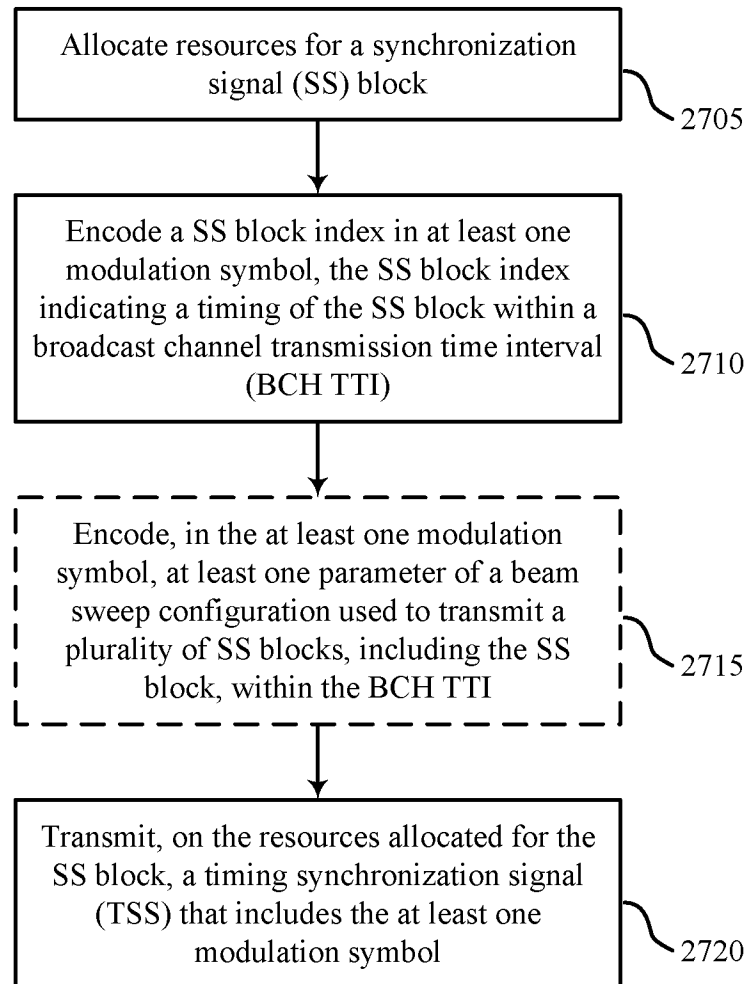 Allocate resources for a synchronization
signal (SS) block
2705
Encode a SS block index in at least one
modulation symbol, the SS block index
indicating a timing of the SS block within a
broadcast channel transmission time interval
(BCH TTI)
2710
Encode, in the at least one modulation
symbol, at least one parameter of a beam
sweep configuration used to transmit a
plurality of SS blocks, including the SS
block, within the BCH TTI
2715
Transmit, on the resources allocated for the
SS block, a timing synchronization signal
(TSS) that includes the at least one
modulation symbol
2720